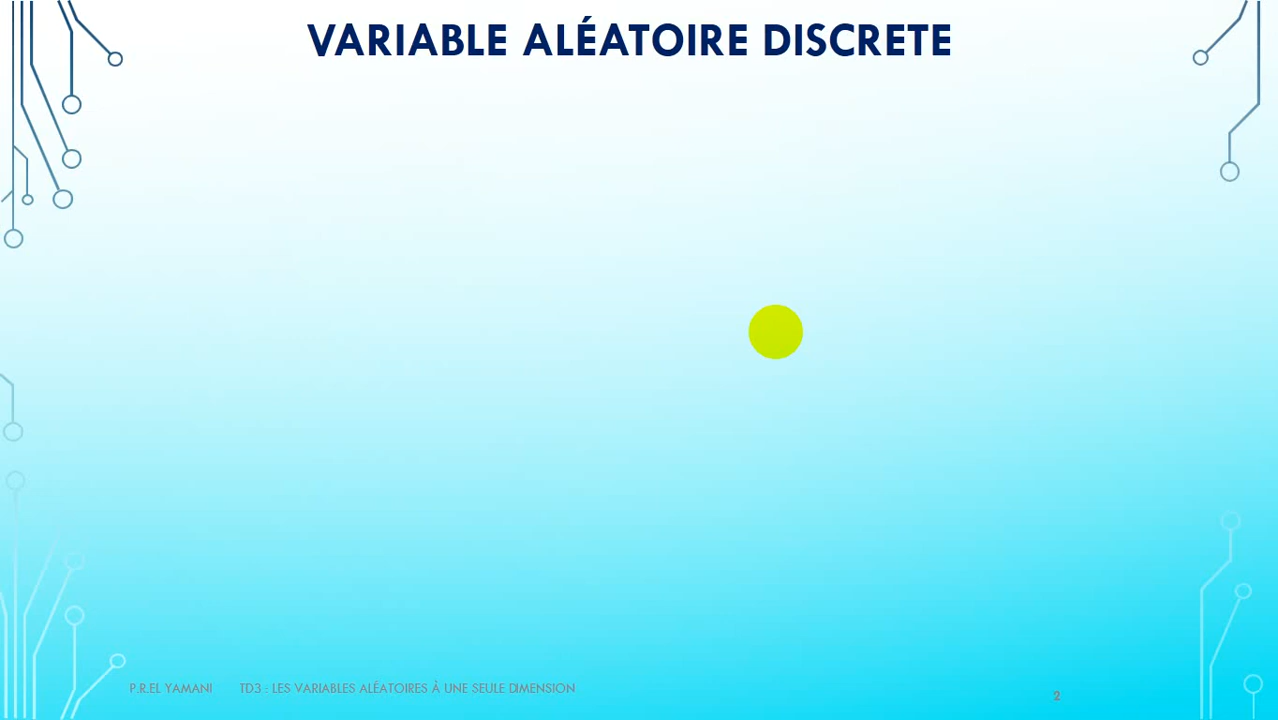 VARIABLE ALÉATOIRE DISCRETE
P.R.EL YAMANI TD3 : LES VARIABLES ALÉATOIRES À UNE SEULE DIMENSION
2